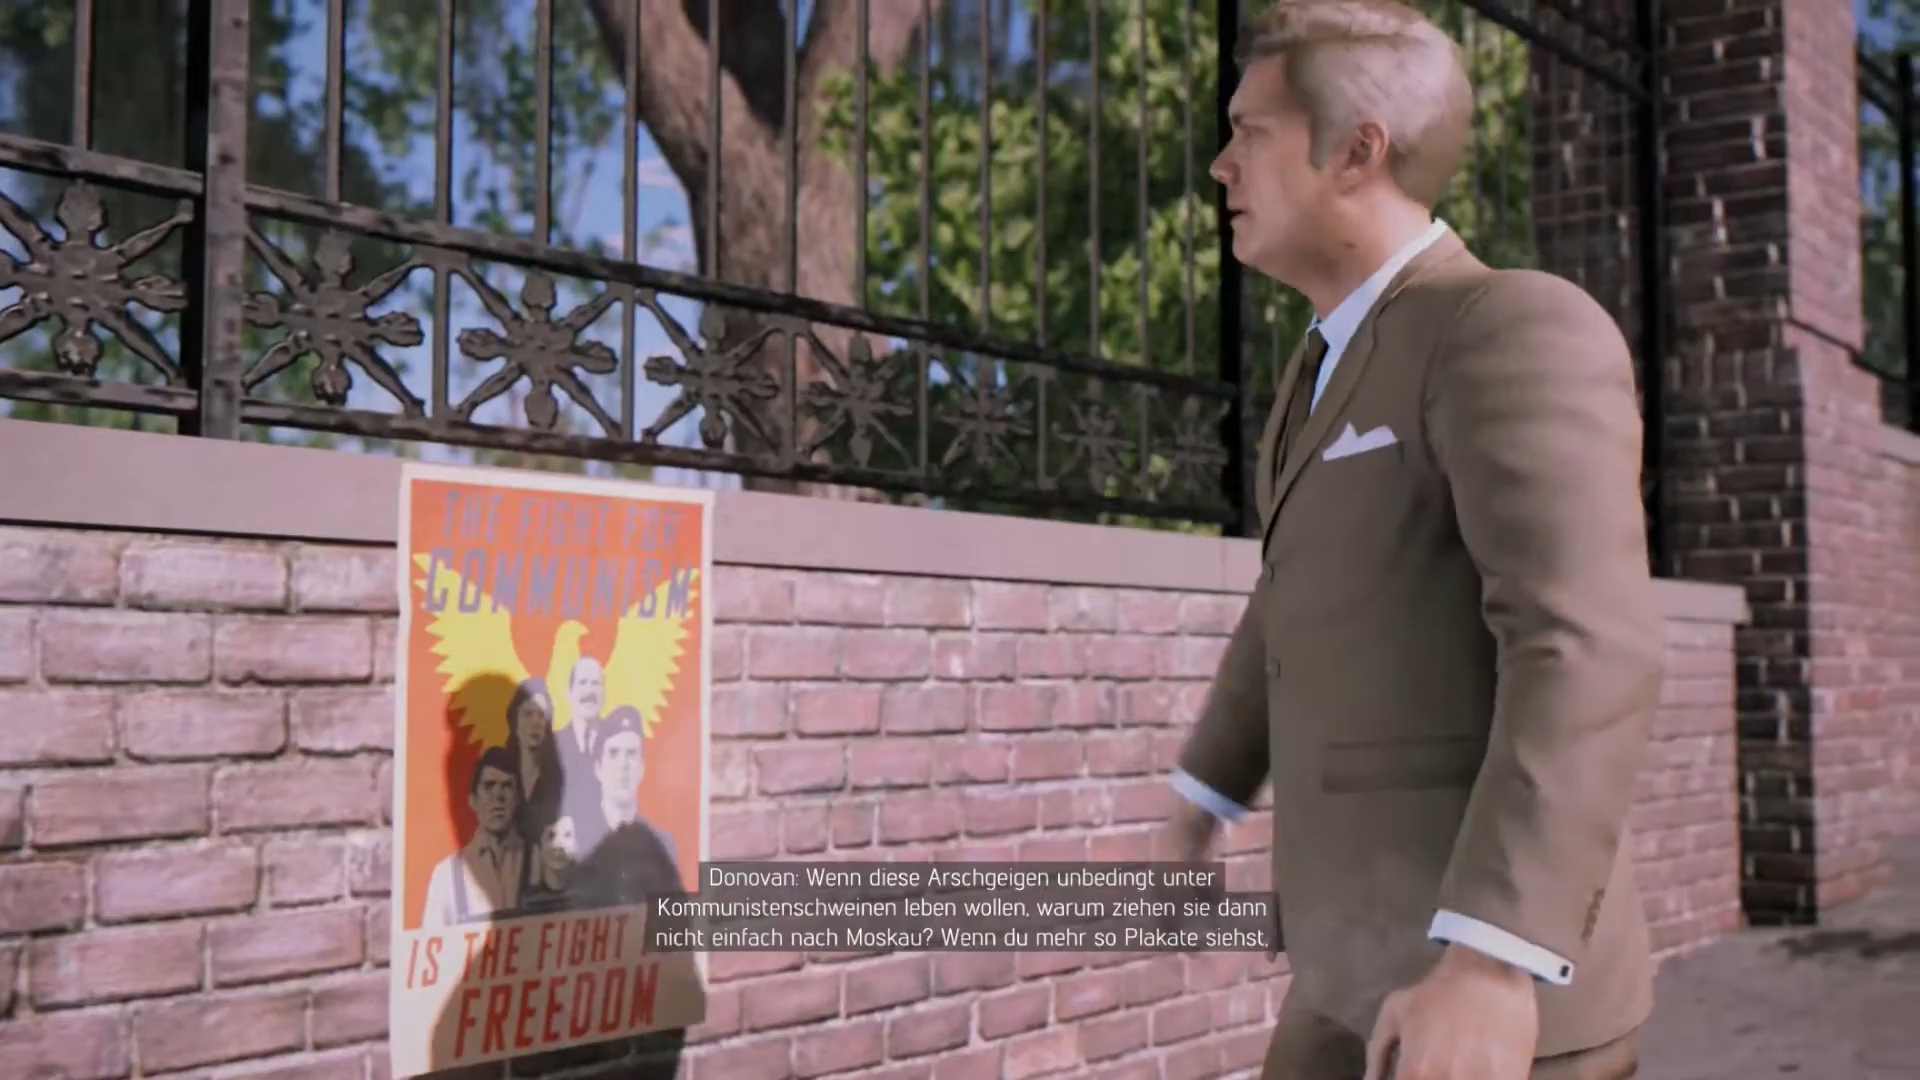 THE FIGHT FOR
COMMUNISM
IS THE FIGHT
FREEDOM
Donovan: Wenn diese Arschgeigen unbedingt unter
Kommunistenschweinen leben wollen, warum ziehen sie dann
nicht einfach nach Moskau? Wenn du mehr so Plakate siehst,